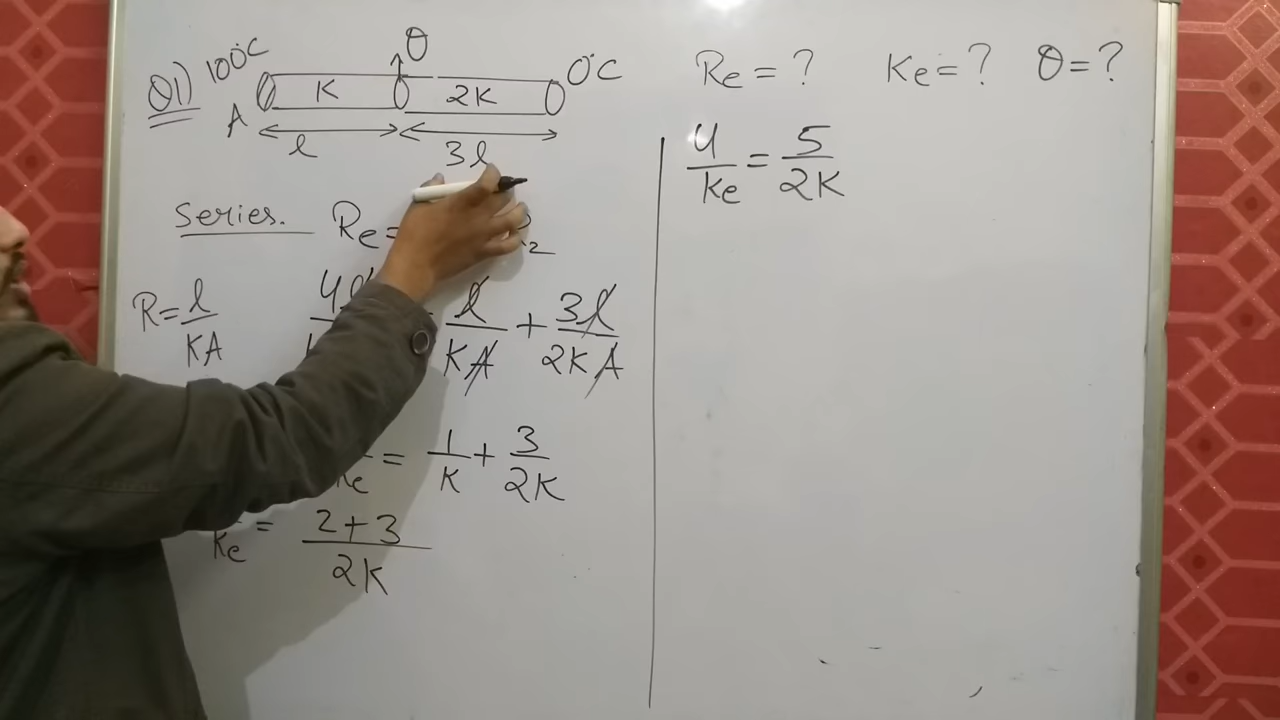 Q1) 100°C K θ 2K 0°C
A l 3l
Series. Re =
R = l/KA
l/KA + 3l/2KA
Ke = 1/K + 3/2K
Ke = 2+3/2K
Re = ? Ke = ? θ = ?
4/Ke = 5/2K